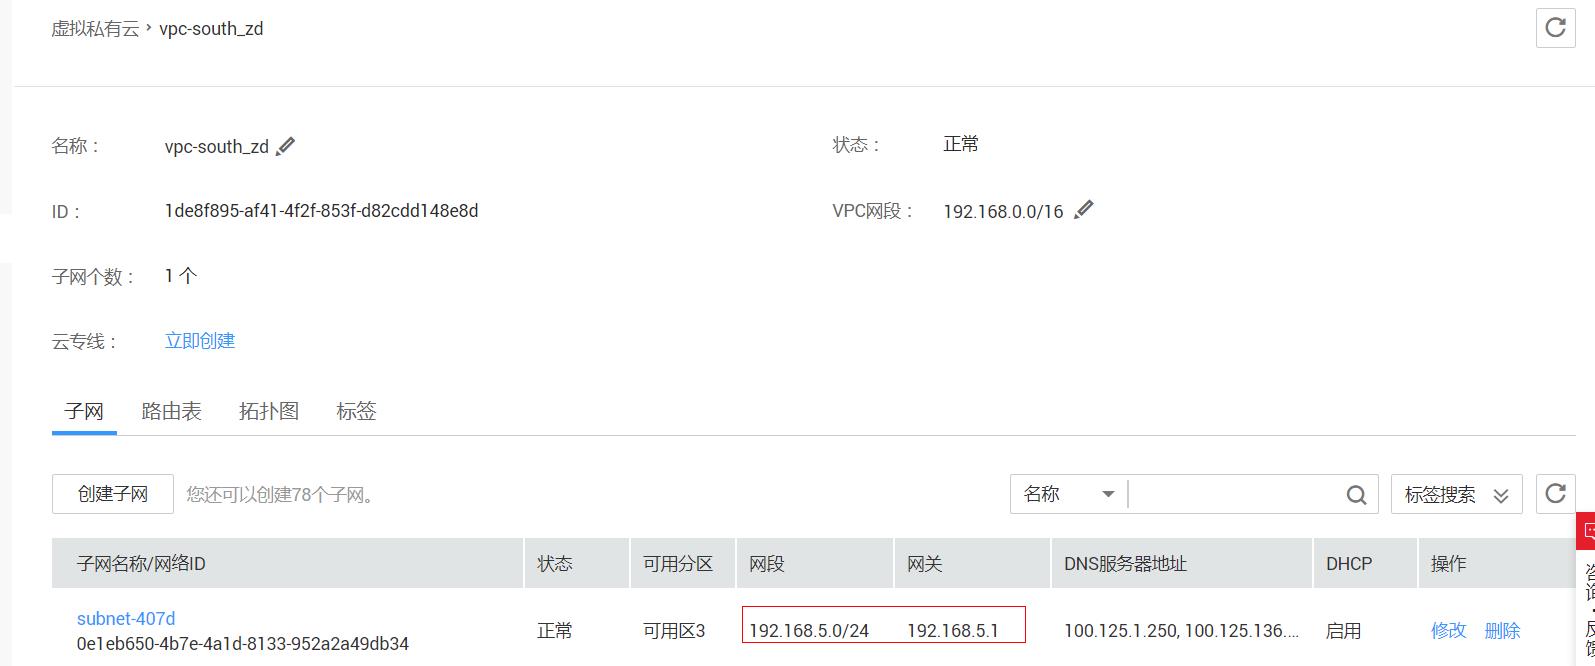 虚拟私有云 › vpc-south_zd
名称： vpc-south_zd 状态： 正常
ID： 1de8f895-af41-4f2f-853f-d82cdd148e8d VPC网段： 192.168.0.0/16
子网个数： 1 个
云专线： 立即创建
子网 路由表 拓扑图 标签
创建子网 您还可以创建78个子网。 名称 标签搜索
子网名称/网络ID 状态 可用分区 网段 网关 DNS服务器地址 DHCP 操作
subnet-407d
0e1eb650-4b7e-4a1d-8133-952a2a49db34 正常 可用区3 192.168.5.0/24 192.168.5.1 100.125.1.250, 100.125.136.... 启用 修改 删除
咨询·反馈